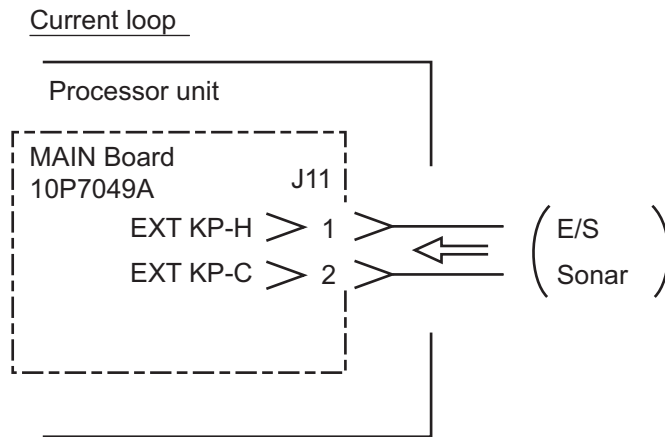 Current loop
Processor unit
MAIN Board
10P7049A
J11
EXT KP-H 1
E/S
EXT KP-C 2
Sonar